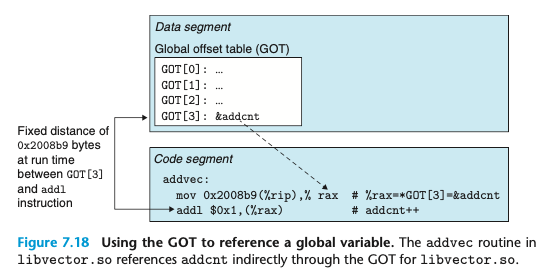 Data segment
Global offset table (GOT)
GOT[0]: …
GOT[1]: …
GOT[2]: …
GOT[3]: &addcnt
Fixed distance of
0x2008b9 bytes
at run time
between GOT[3]
and addl
instruction
Code segment
addvec:
mov 0x2008b9(%rip),% rax # %rax=*GOT[3]=&addcnt
addl $0x1,(%rax) # addcnt++
Figure 7.18 Using the GOT to reference a global variable. The addvec routine in
libvector.so references addcnt indirectly through the GOT for libvector.so.